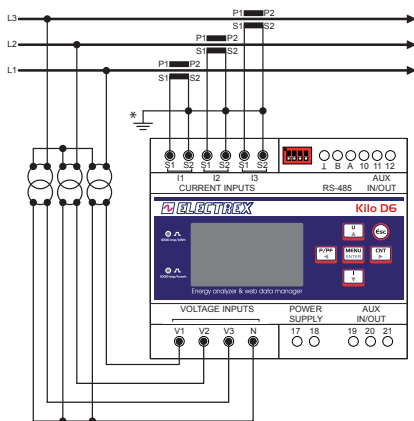 P1 P2
L3
S1 S2
P1 P2
L2
S1 S2
P1 P2
L1
S1 S2
*
S1 S2 S1 S2 S1 S2
⊥ B A 10 11 12
I1 I2 I3
RS-485 AUX
CURRENT INPUTS
IN/OUT
ELECTREX
Kilo D6
U
Esc
P/PF
MENU
ENTER
CNT
I
Energy analyzer & web data manager
VOLTAGE INPUTS
POWER
SUPPLY
AUX
IN/OUT
V1 V2 V3 N
17 18
19 20 21